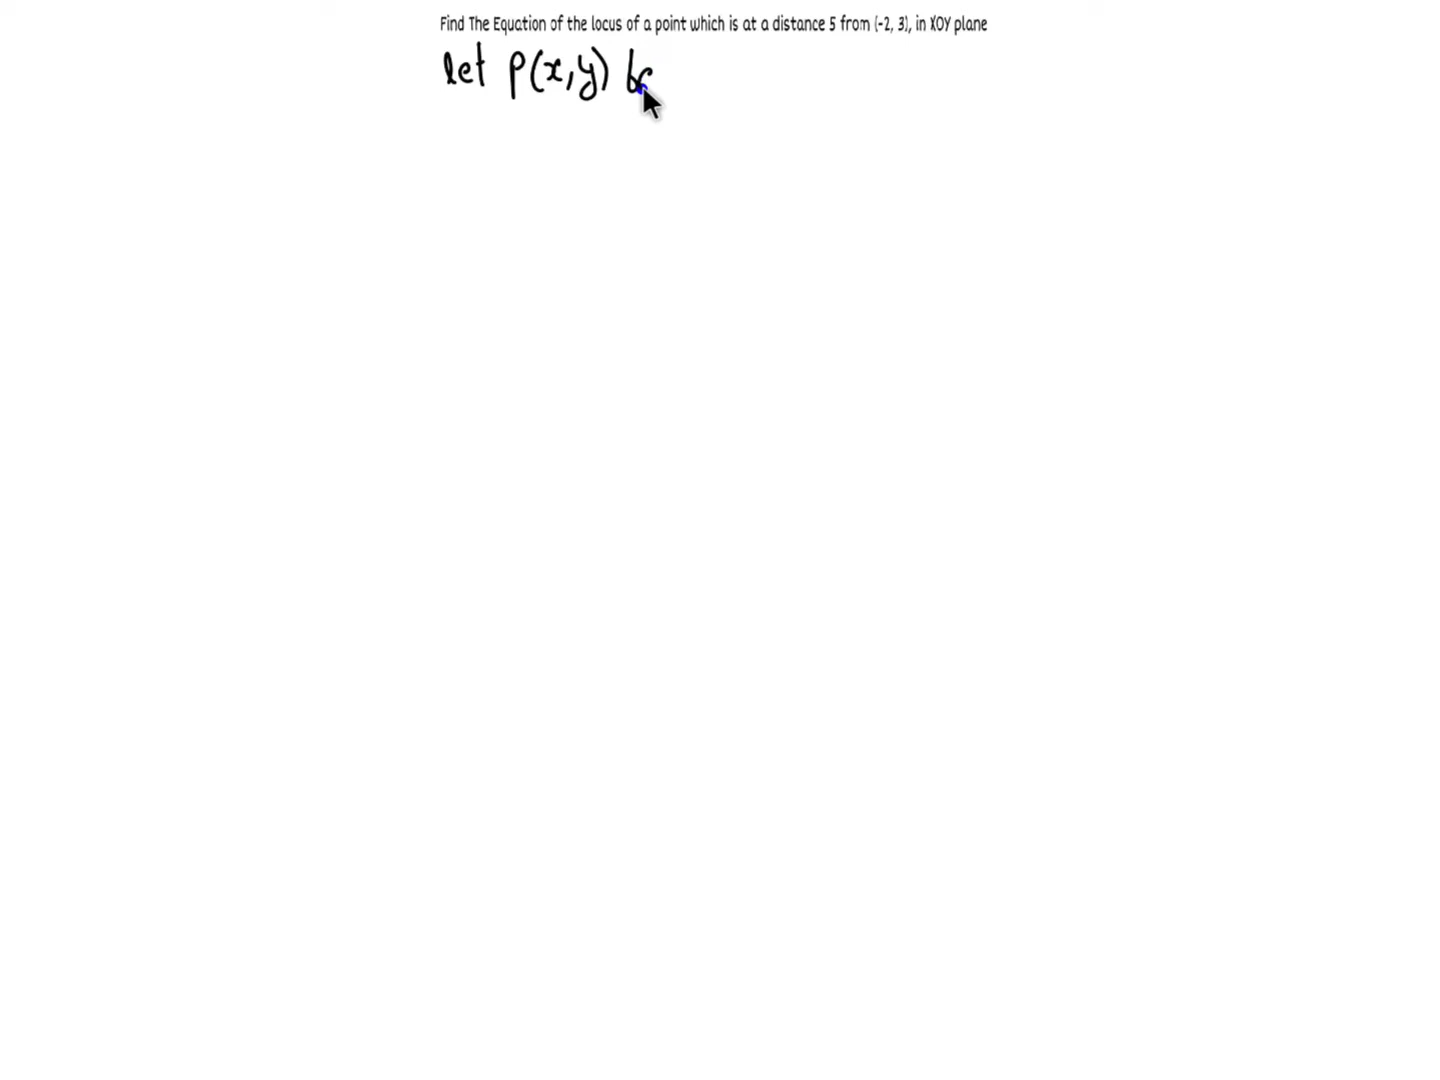 Find The Equation of the locus of a point which is at a distance 5 from (-2, 3), in XOY plane
let P(x,y) be